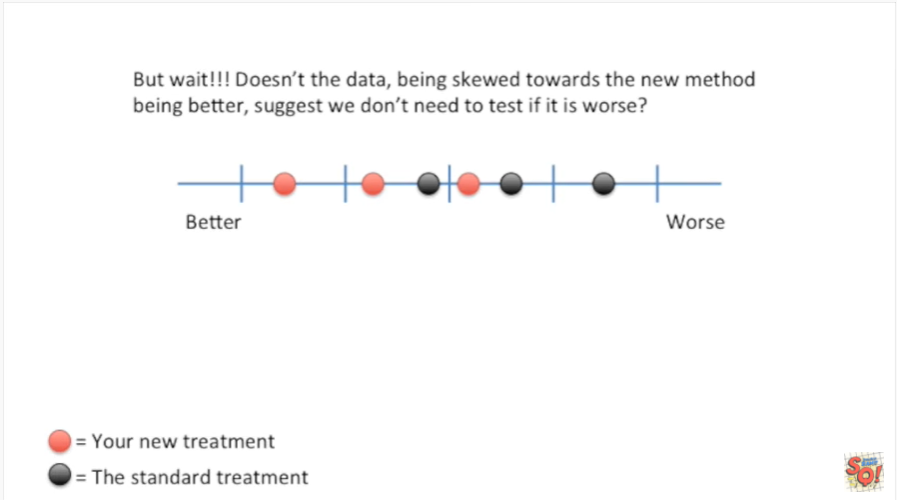 But wait!!! Doesn’t the data, being skewed towards the new method
being better, suggest we don’t need to test if it is worse?
Better
Worse
= Your new treatment
= The standard treatment
SQ!